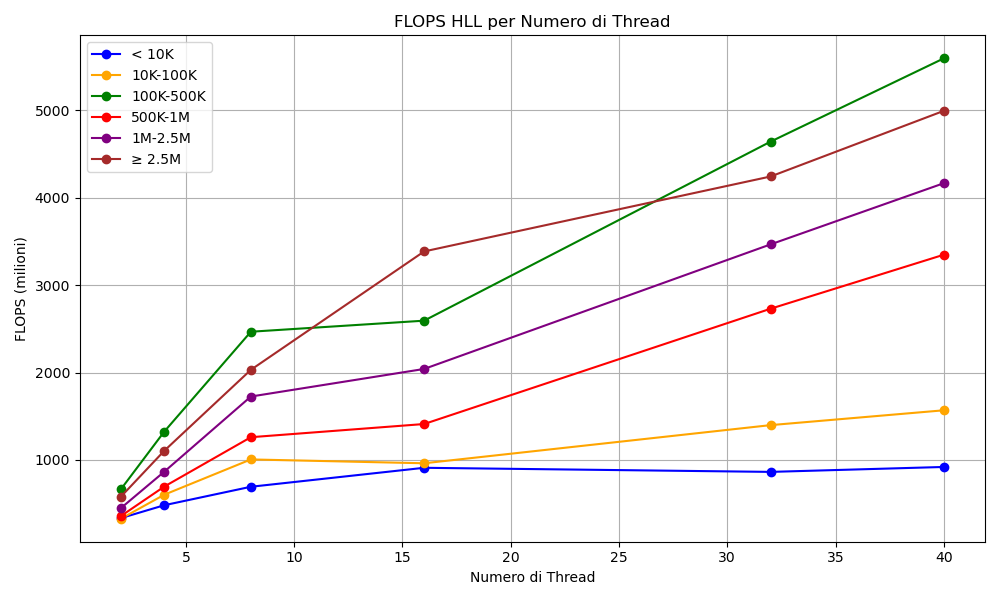 FLOPS HLL per Numero di Thread
< 10K
10K-100K
100K-500K
500K-1M
1M-2.5M
≥ 2.5M
FLOPS (milioni)
5000
4000
3000
2000
1000
5 10 15 20 25 30 35 40
Numero di Thread